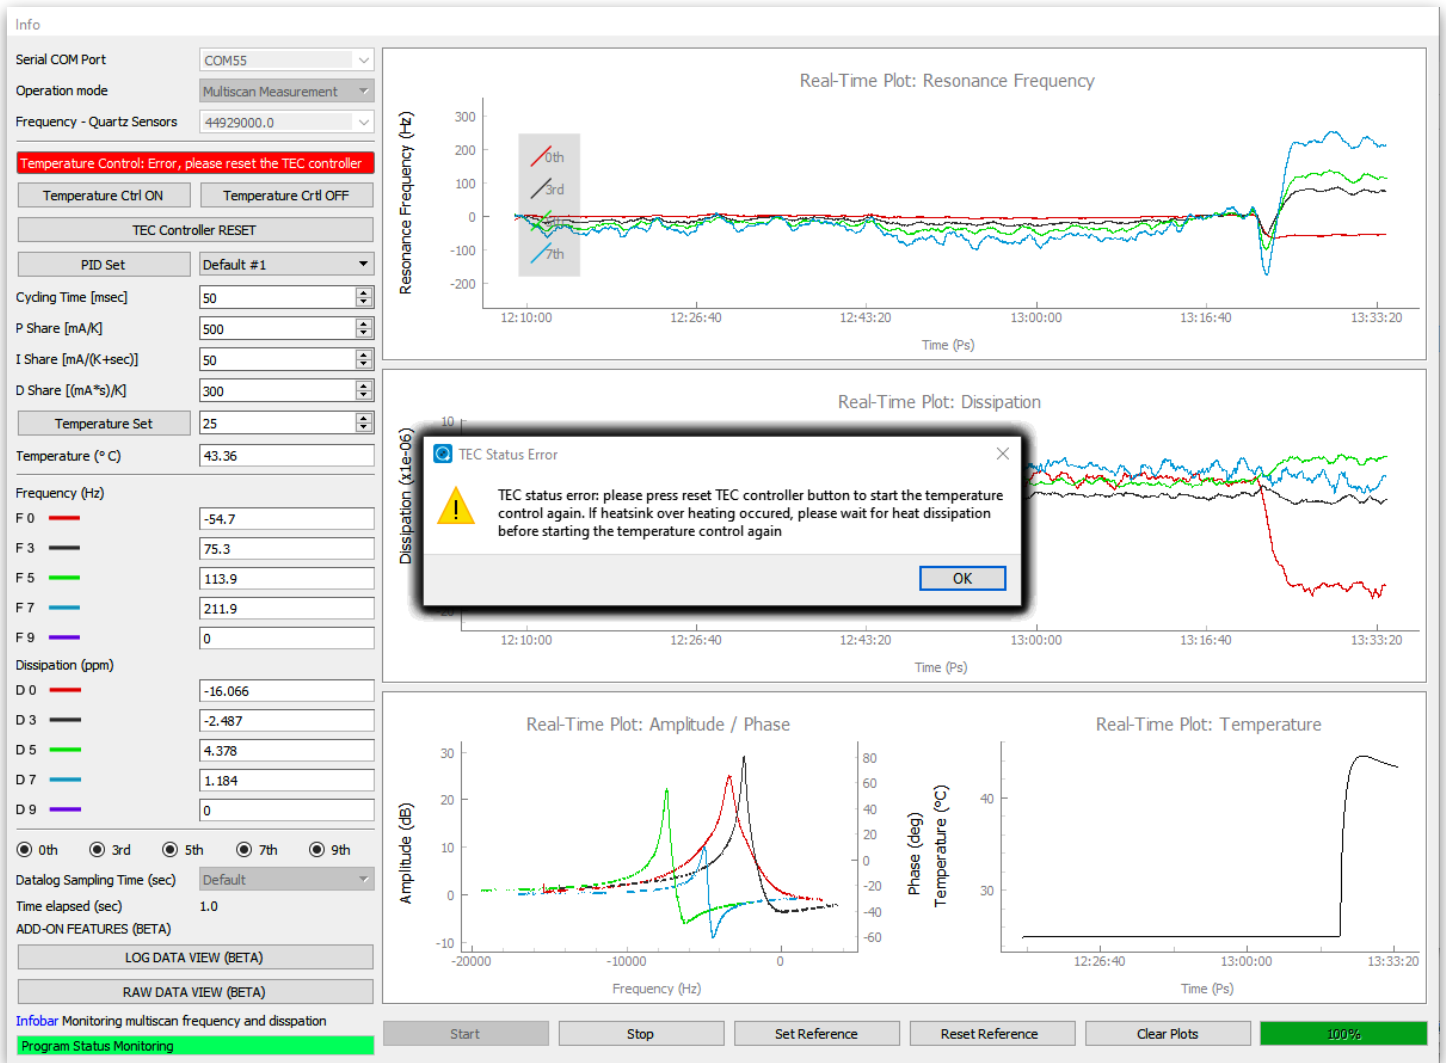 Info
Serial COM Port
COM55
Operation mode
Multiscan Measurement
Frequency - Quartz Sensors
44929000.0
Temperature Control: Error, please reset the TEC controller
Temperature Ctrl ON
Temperature Crtl OFF
TEC Controller RESET
PID Set
Default #1
Cycling Time [msec]
50
P Share [mA/K]
500
I Share [mA/(K+sec)]
50
D Share [(mA*s)/K]
300
Temperature Set
25
Temperature (° C)
43.36
Frequency (Hz)
F 0
-54.7
F 3
75.3
F 5
113.9
F 7
211.9
F 9
0
Dissipation (ppm)
D 0
-16.066
D 3
-2.487
D 5
4.378
D 7
1.184
D 9
0
0th 3rd 5th 7th 9th
Datalog Sampling Time (sec)
Default
Time elapsed (sec)
1.0
ADD-ON FEATURES (BETA)
LOG DATA VIEW (BETA)
RAW DATA VIEW (BETA)
Infobar Monitoring multiscan frequency and disspation
Program Status Monitoring
Real-Time Plot: Resonance Frequency
Resonance Frequency (Hz)
300
200
100
0
-100
-200
0th
3rd
7th
12:10:00 12:26:40 12:43:20 13:00:00 13:16:40 13:33:20
Time (Ps)
Real-Time Plot: Dissipation
Dissipation (x1e-06)
10
12:10:00 12:26:40 12:43:20 13:00:00 13:16:40 13:33:20
Time (Ps)
TEC Status Error
TEC status error: please press reset TEC controller button to start the temperature
control again. If heatsink over heating occured, please wait for heat dissipation
before starting the temperature control again
OK
Real-Time Plot: Amplitude / Phase
Amplitude (dB)
30
20
10
0
-10
80
60
40
20
0
-20
-40
-60
Phase (deg)
-20000 -10000 0
Frequency (Hz)
Real-Time Plot: Temperature
Temperature (°C)
40
30
12:26:40 13:00:00 13:33:20
Time (Ps)
Start
Stop
Set Reference
Reset Reference
Clear Plots
100%